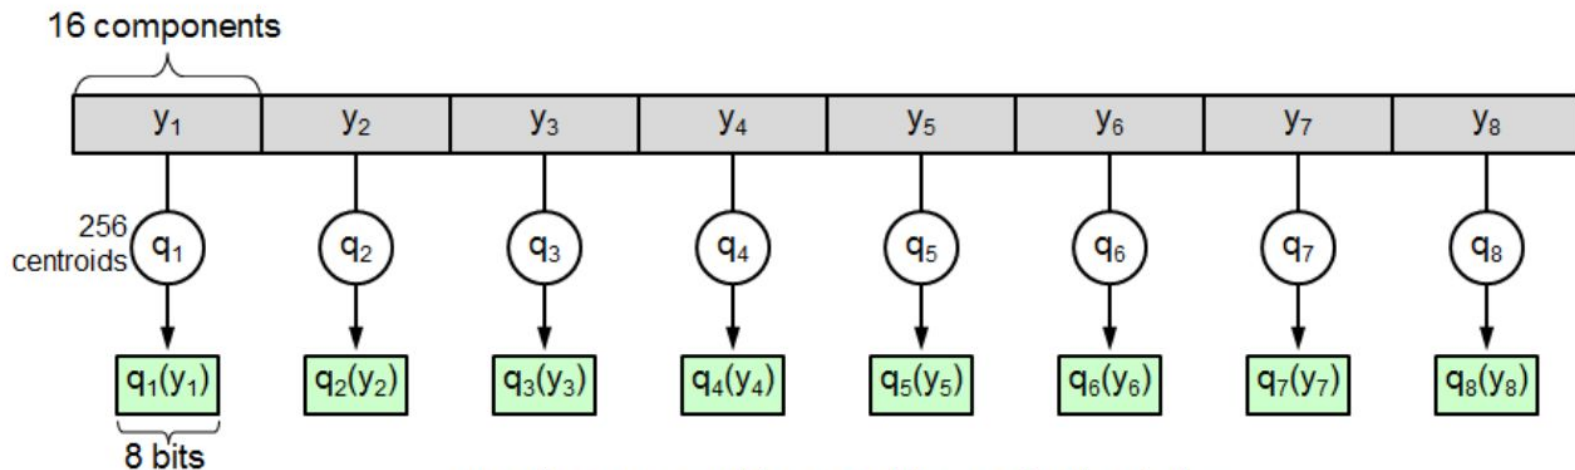 16 components
y₁ y₂ y₃ y₄ y₅ y₆ y₇ y₈
256
centroids
q₁ q₂ q₃ q₄ q₅ q₆ q₇ q₈
q₁(y₁) q₂(y₂) q₃(y₃) q₄(y₄) q₅(y₅) q₆(y₆) q₇(y₇) q₈(y₈)
8 bits